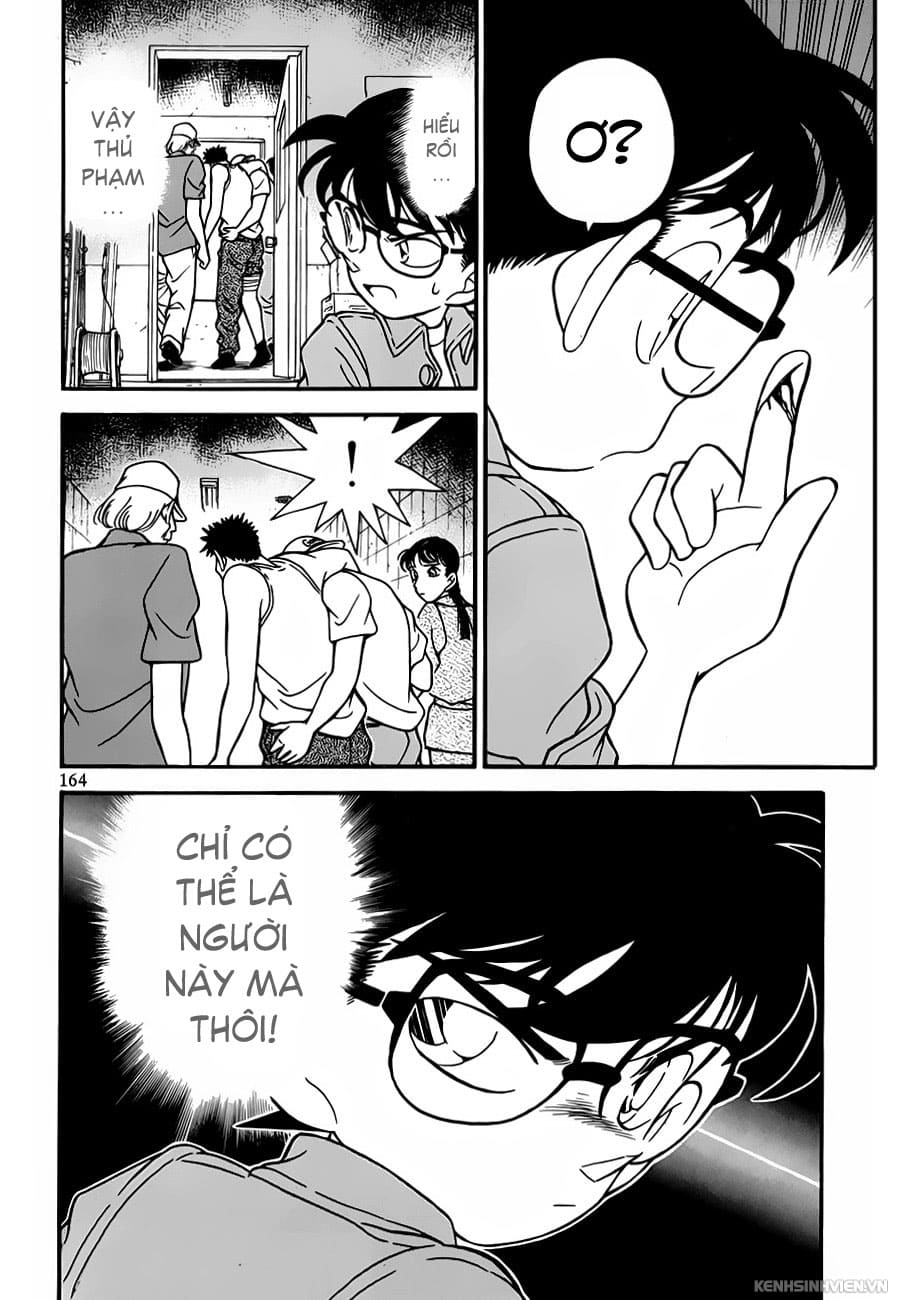 Ơ?
HIỂU
RỒI
...
VẬY
THỦ
PHẠM
...
!
164
CHỈ CÓ
THỂ LÀ
NGƯỜI
NÀY MÀ
THÔI!
KENHSINHVIEN.VN